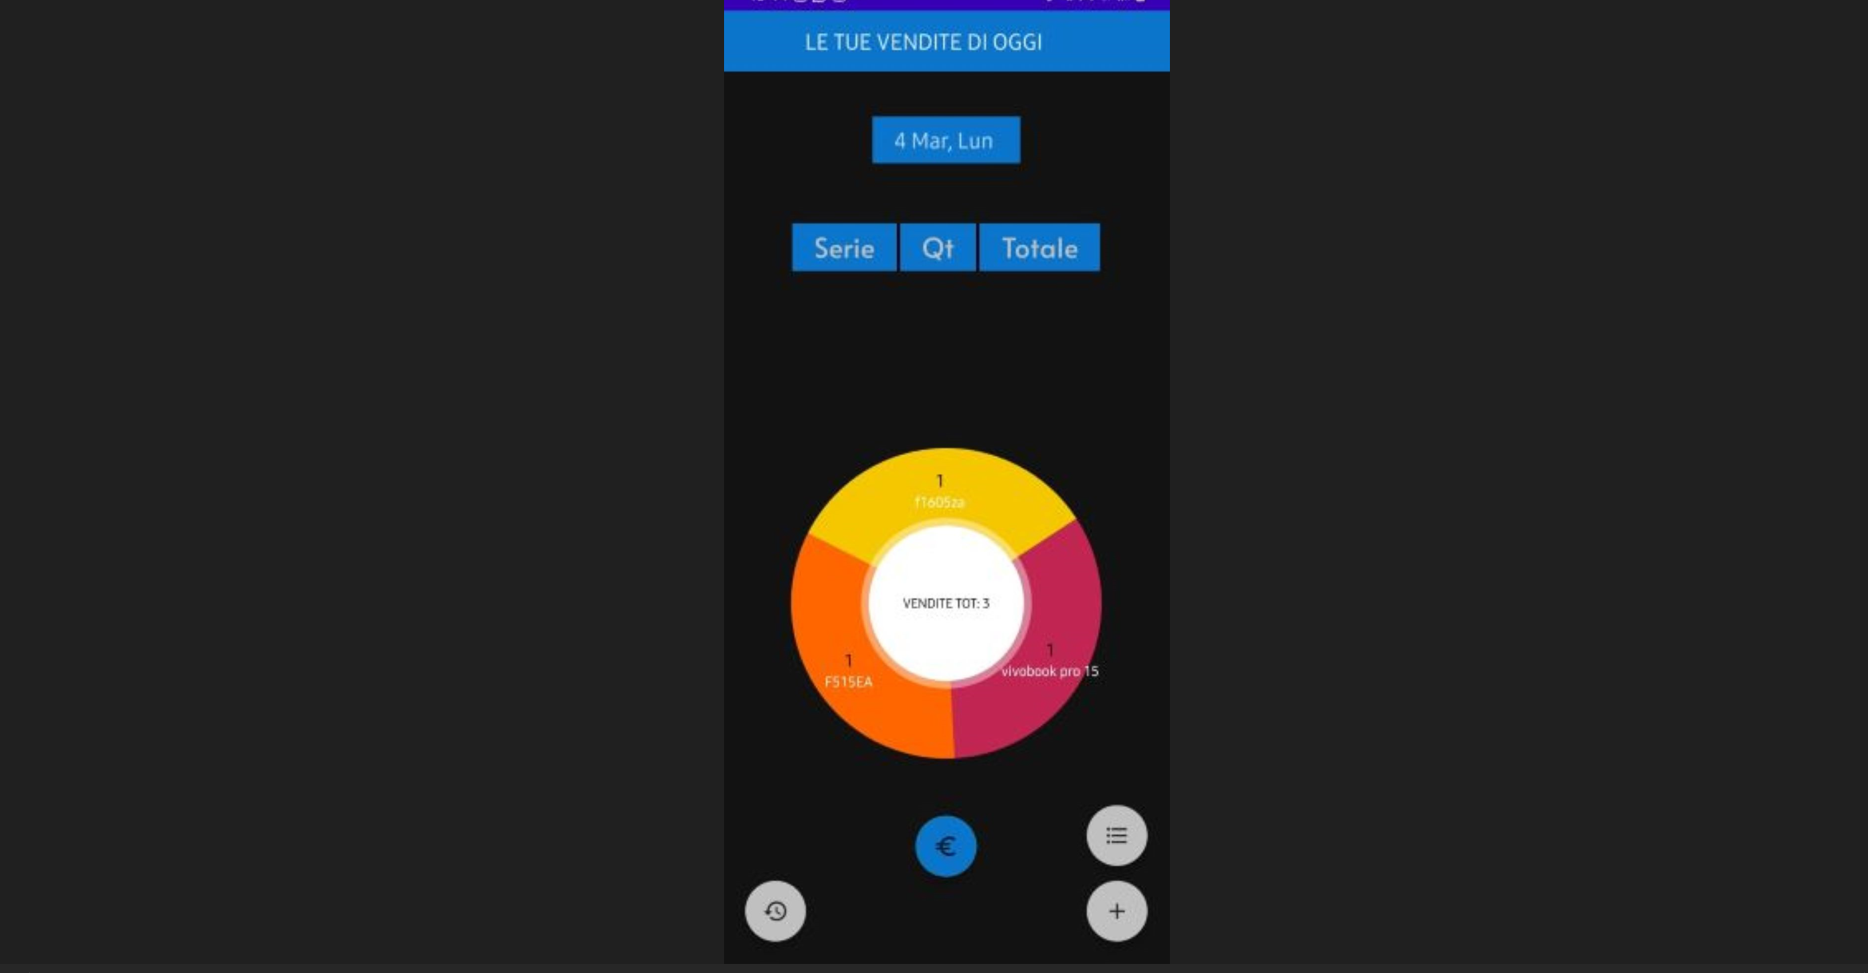 LE TUE VENDITE DI OGGI
4 Mar, Lun
Serie Qt Totale
1
f1605za
VENDITE TOT: 3
1
vivobook pro 15
1
F515EA
€